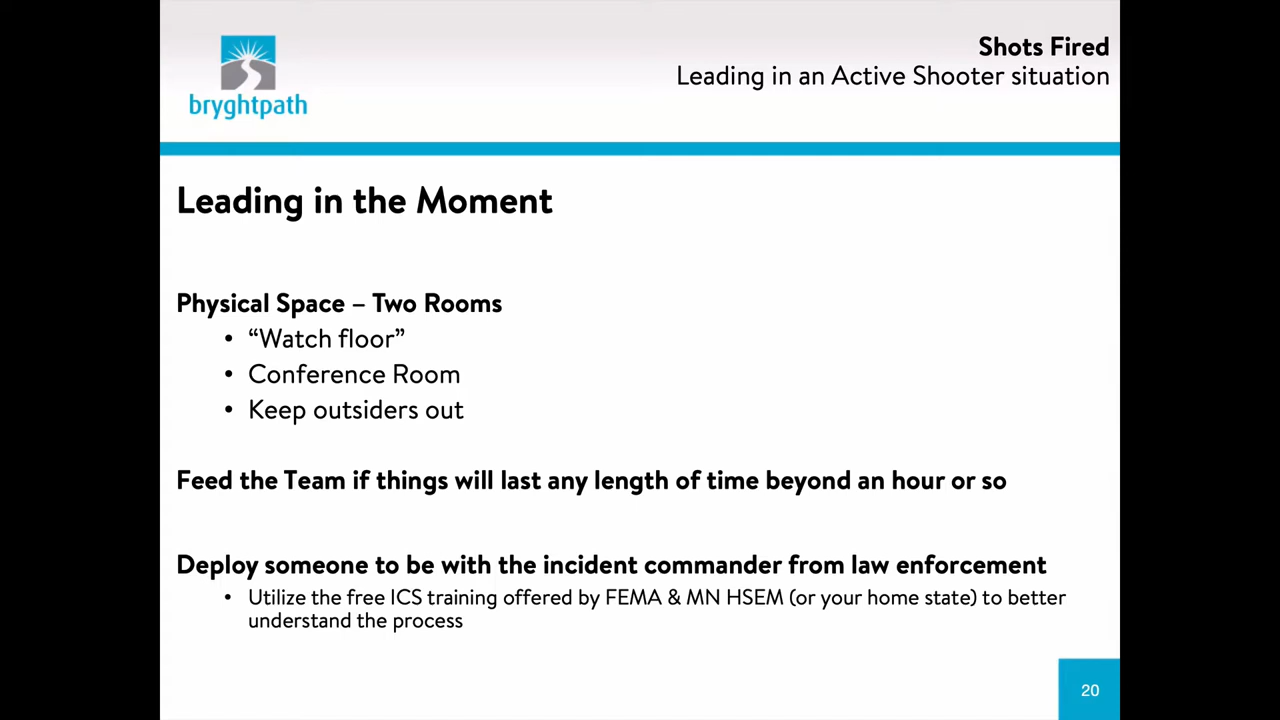 bryghtpath
Shots Fired
Leading in an Active Shooter situation
Leading in the Moment
Physical Space – Two Rooms
• “Watch floor”
• Conference Room
• Keep outsiders out
Feed the Team if things will last any length of time beyond an hour or so
Deploy someone to be with the incident commander from law enforcement
• Utilize the free ICS training offered by FEMA & MN HSEM (or your home state) to better
understand the process
20